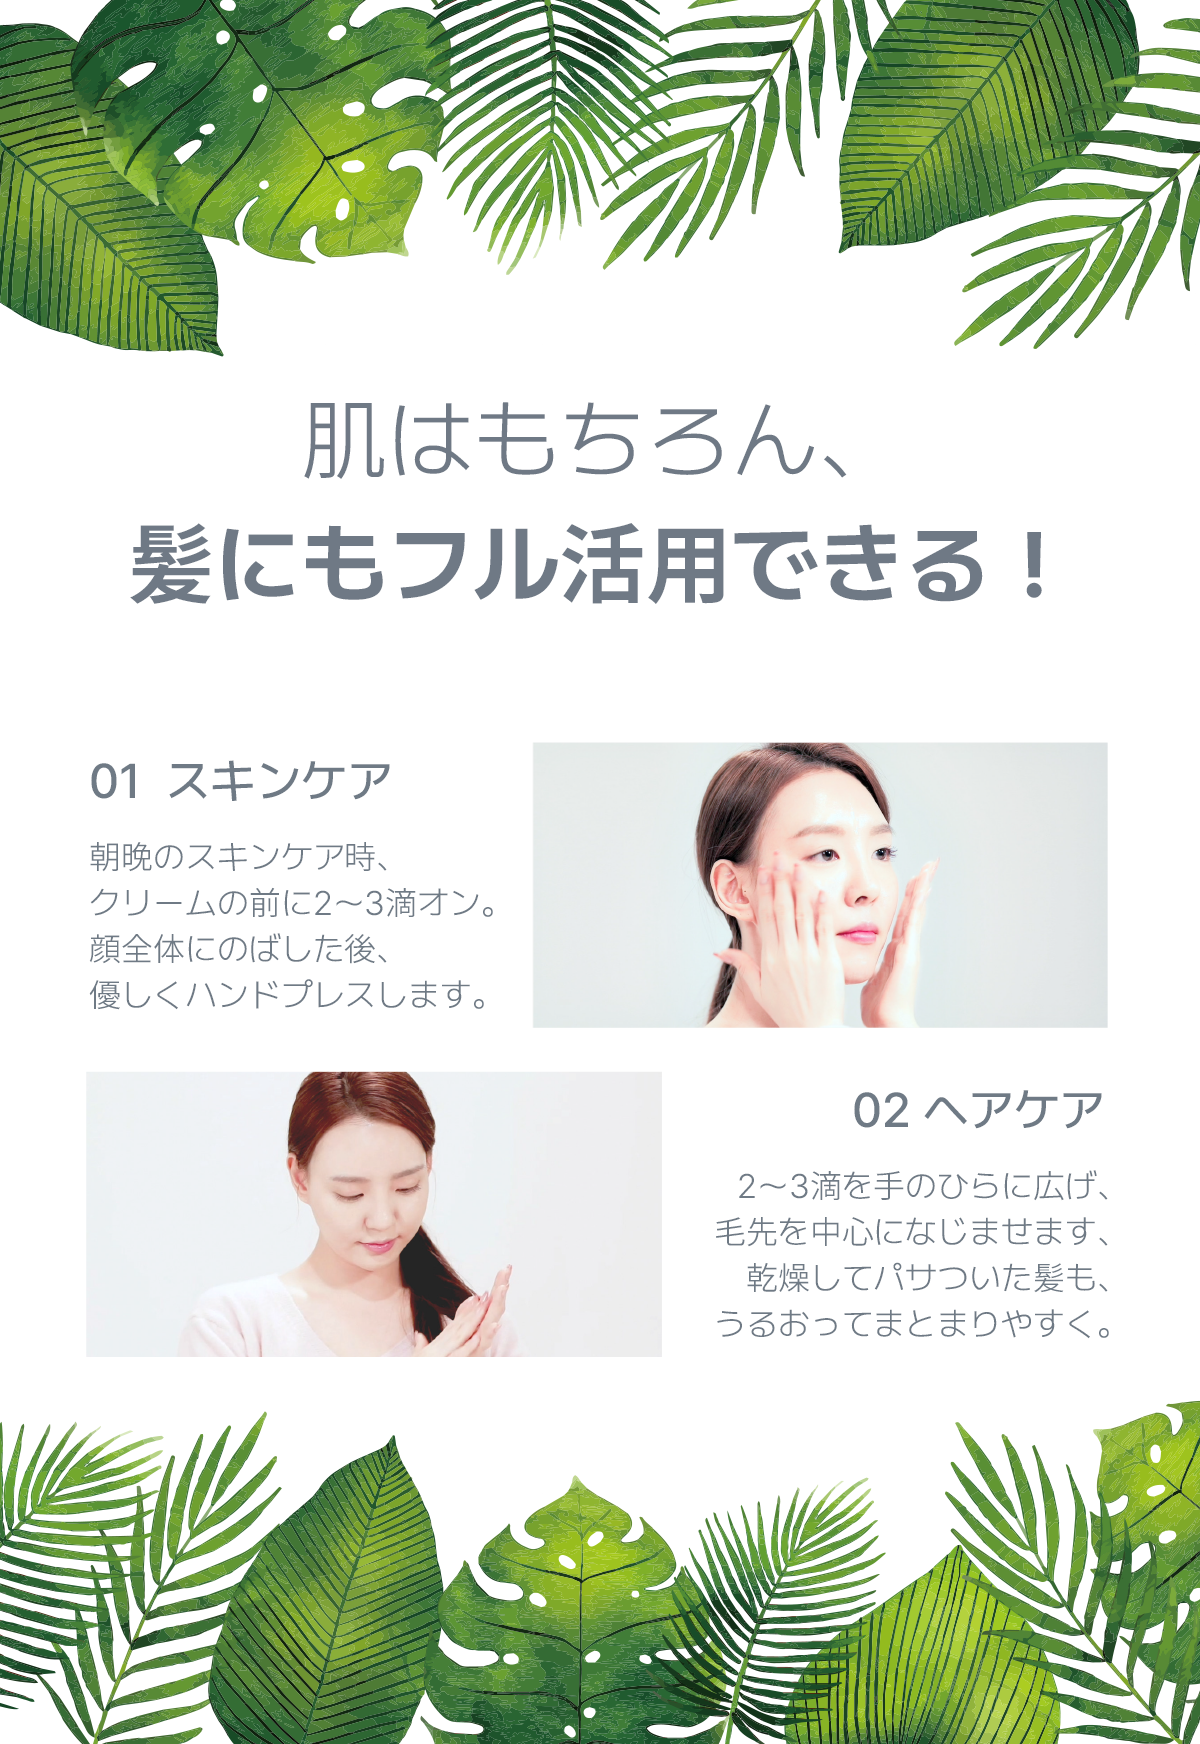 肌はもちろん、
髪にもフル活用できる！
01 スキンケア
朝晩のスキンケア時、
クリームの前に2〜3滴オン。
顔全体にのばした後、
優しくハンドプレスします。
02 ヘアケア
2〜3滴を手のひらに広げ、
毛先を中心になじませます、
乾燥してパサついた髪も、
うるおってまとまりやすく。